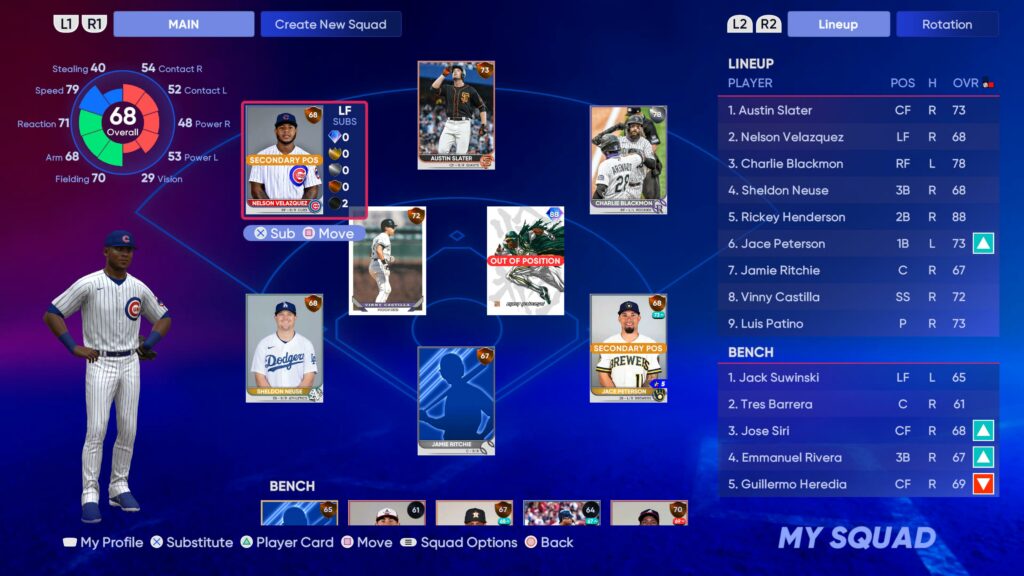 L1 R1 MAIN Create New Squad
L2 R2 Lineup Rotation
Stealing 40 54 Contact R
Speed 79 52 Contact L
Reaction 71 48 Power R
Arm 68 53 Power L
Fielding 70 29 Vision
68
Overall
68
SECONDARY POS
NELSON VELAZQUEZ
LF
SUBS
0
0
0
0
2
Sub Move
73
AUSTIN SLATER
78
CHARLIE BLACKMON
72
VINNY CASTILLA
88
OUT OF POSITION
68
Dodgers
SHELDON NEUSE
67
JAMIE RITCHIE
68
SECONDARY POS
BREWERS
+ 5
JACE PETERSON
BENCH
65
61
67
64
70
LINEUP
PLAYER POS H OVR
1. Austin Slater CF R 73
2. Nelson Velazquez LF R 68
3. Charlie Blackmon RF L 78
4. Sheldon Neuse 3B R 68
5. Rickey Henderson 2B R 88
6. Jace Peterson 1B L 73
7. Jamie Ritchie C R 67
8. Vinny Castilla SS R 72
9. Luis Patino P R 73
BENCH
1. Jack Suwinski LF L 65
2. Tres Barrera C R 61
3. Jose Siri CF R 68
4. Emmanuel Rivera 3B R 67
5. Guillermo Heredia CF R 69
My Profile Substitute Player Card Move Squad Options Back
MY SQUAD